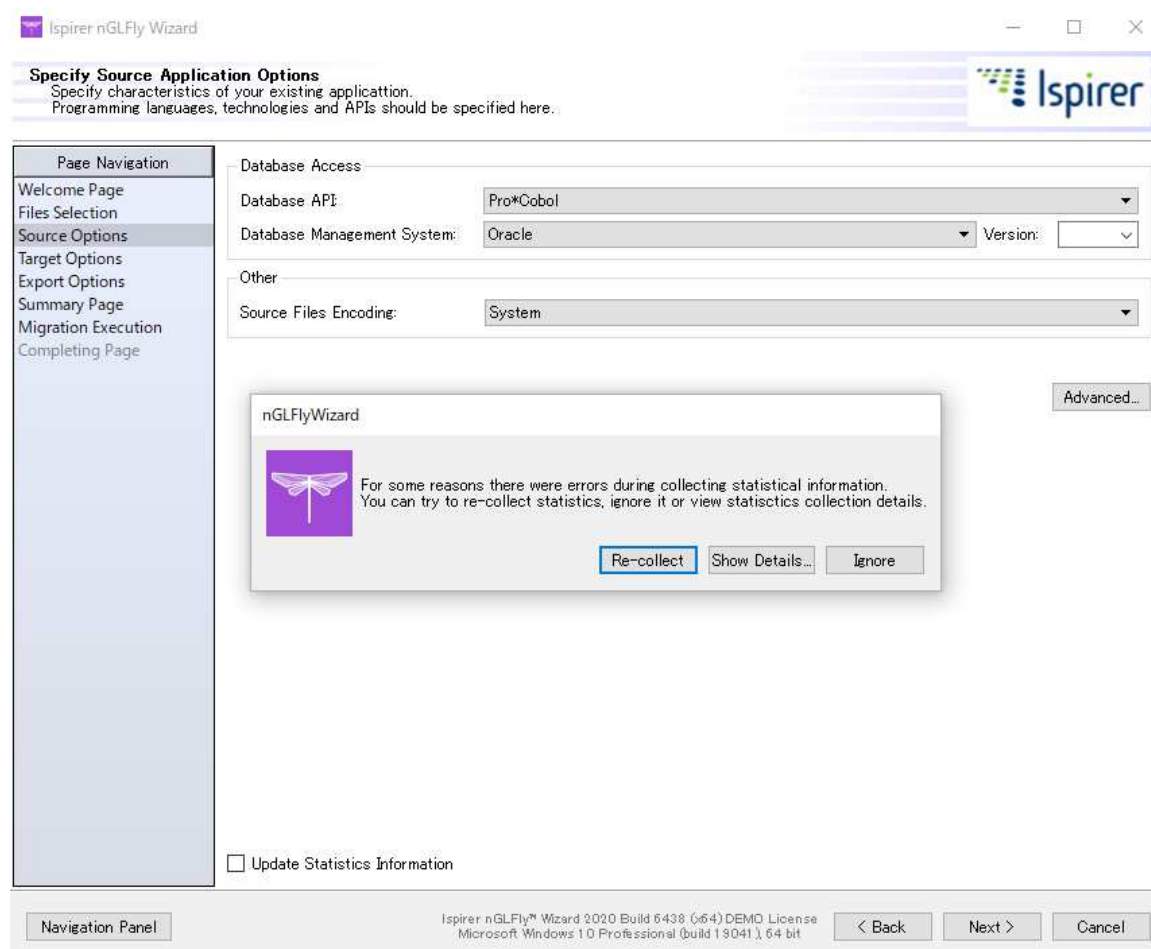 Ispirer nGLFly Wizard
Specify Source Application Options
Specify characteristics of your existing applicattion.
Programming languages, technologies and APIs should be specified here.
Ispirer
Page Navigation
Welcome Page
Files Selection
Source Options
Target Options
Export Options
Summary Page
Migration Execution
Completing Page
Database Access
Database API: Pro*Cobol
Database Management System: Oracle Version:
Other
Source Files Encoding: System
Advanced...
nGLFlyWizard
For some reasons there were errors during collecting statistical information.
You can try to re-collect statistics, ignore it or view statisctics collection details.
Re-collect Show Details... Ignore
Update Statistics Information
Navigation Panel
Ispirer nGLFly™ Wizard 2020 Build 6438 (x64) DEMO License
Microsoft Windows 10 Professional (build 19041), 64 bit
< Back Next > Cancel